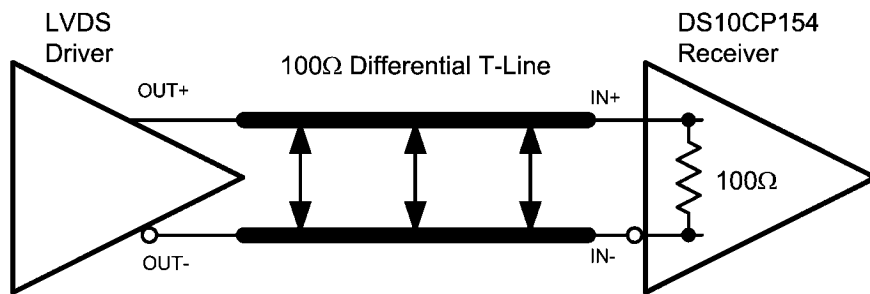 LVDS
Driver
DS10CP154
Receiver
100Ω Differential T-Line
OUT+
IN+
100Ω
OUT-
IN-